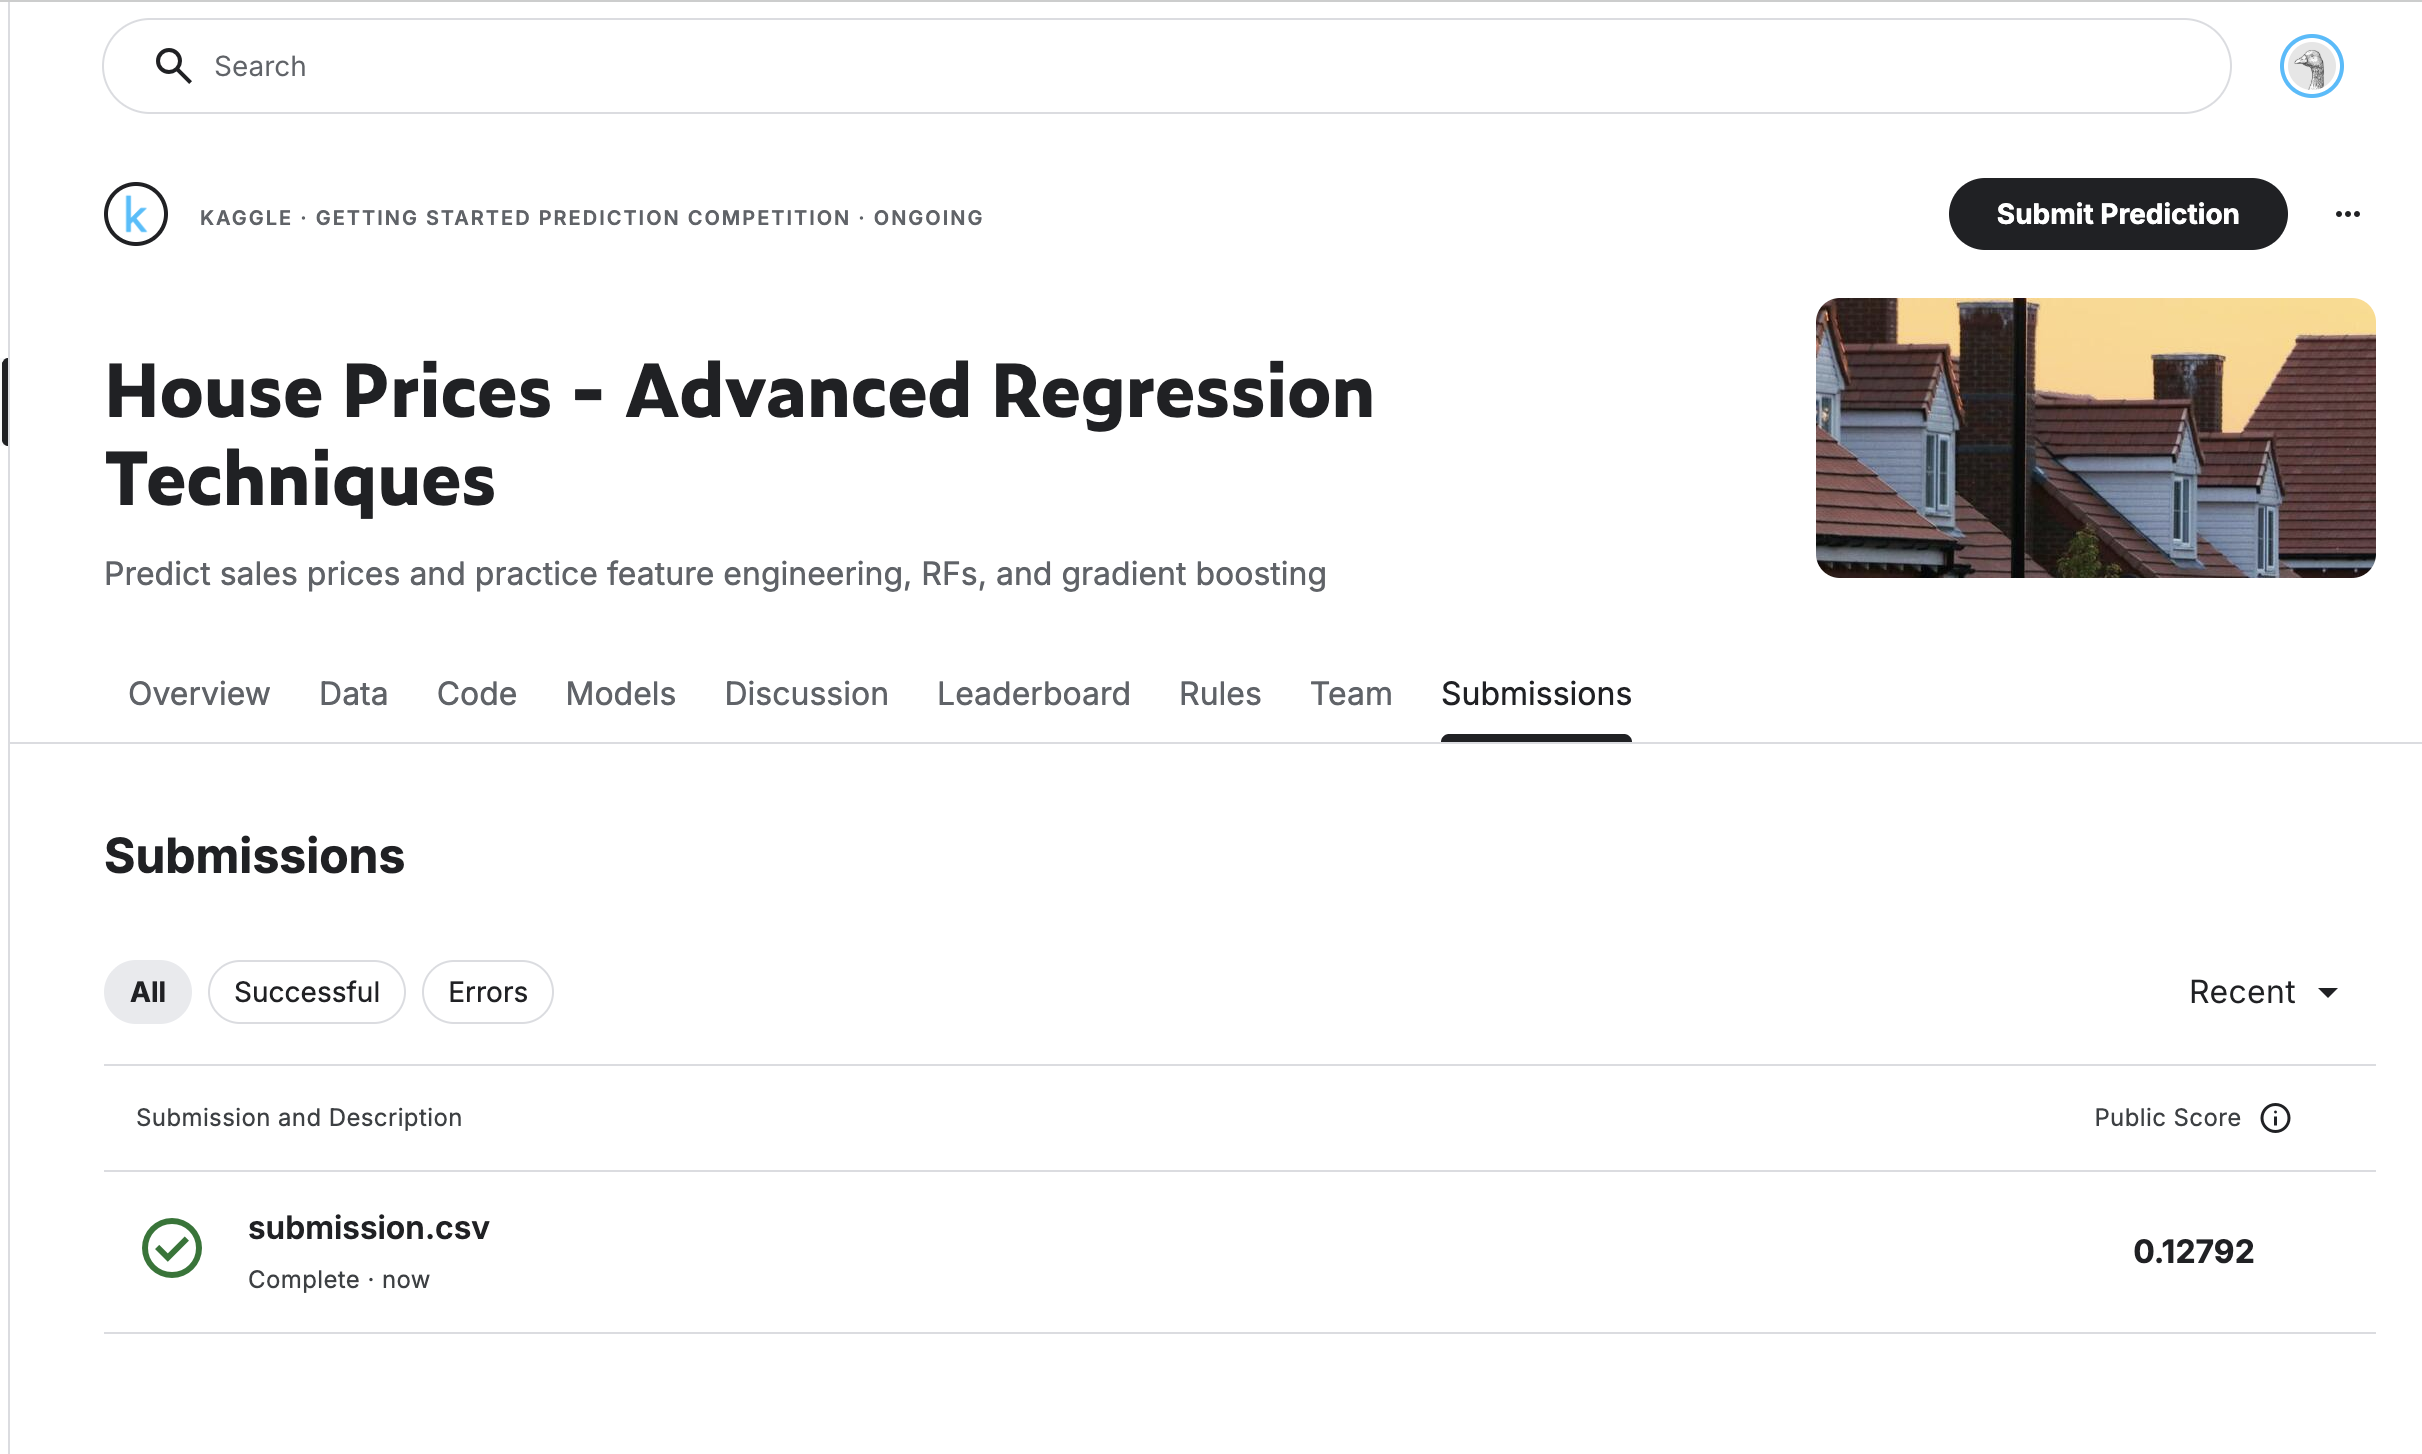 Search
KAGGLE · GETTING STARTED PREDICTION COMPETITION · ONGOING
Submit Prediction
House Prices - Advanced Regression
Techniques
Predict sales prices and practice feature engineering, RFs, and gradient boosting
Overview Data Code Models Discussion Leaderboard Rules Team Submissions
Submissions
All Successful Errors Recent
Submission and Description Public Score
submission.csv
Complete · now
0.12792